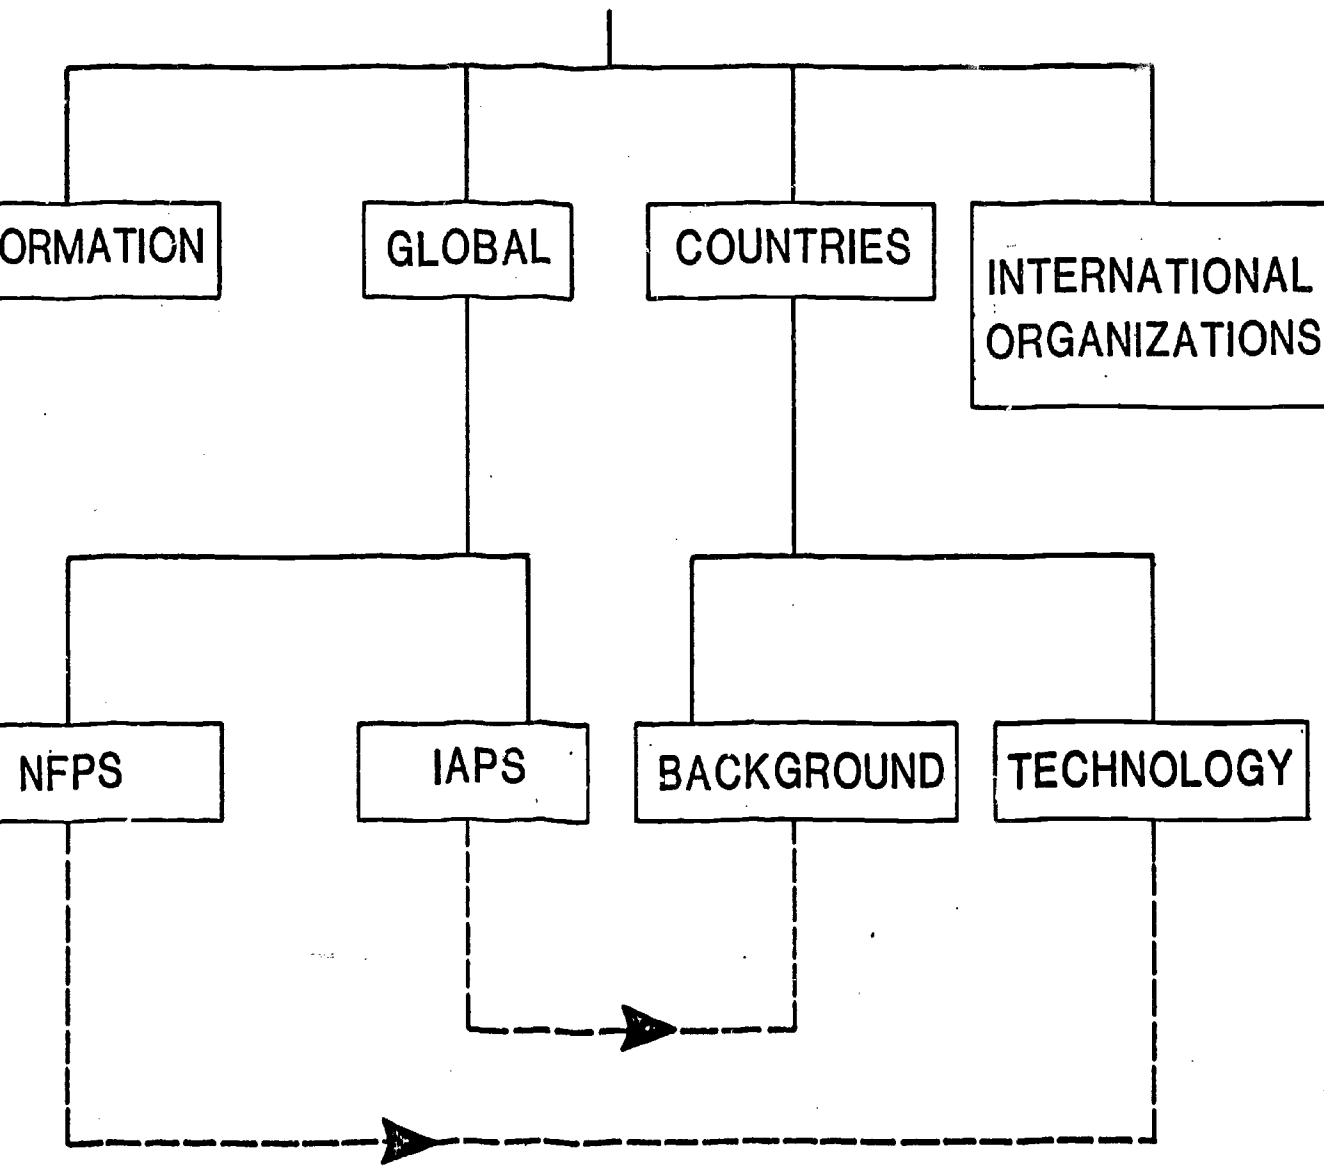 ORMATION
GLOBAL
COUNTRIES
INTERNATIONAL
ORGANIZATIONS
NFPS
IAPS
BACKGROUND
TECHNOLOGY